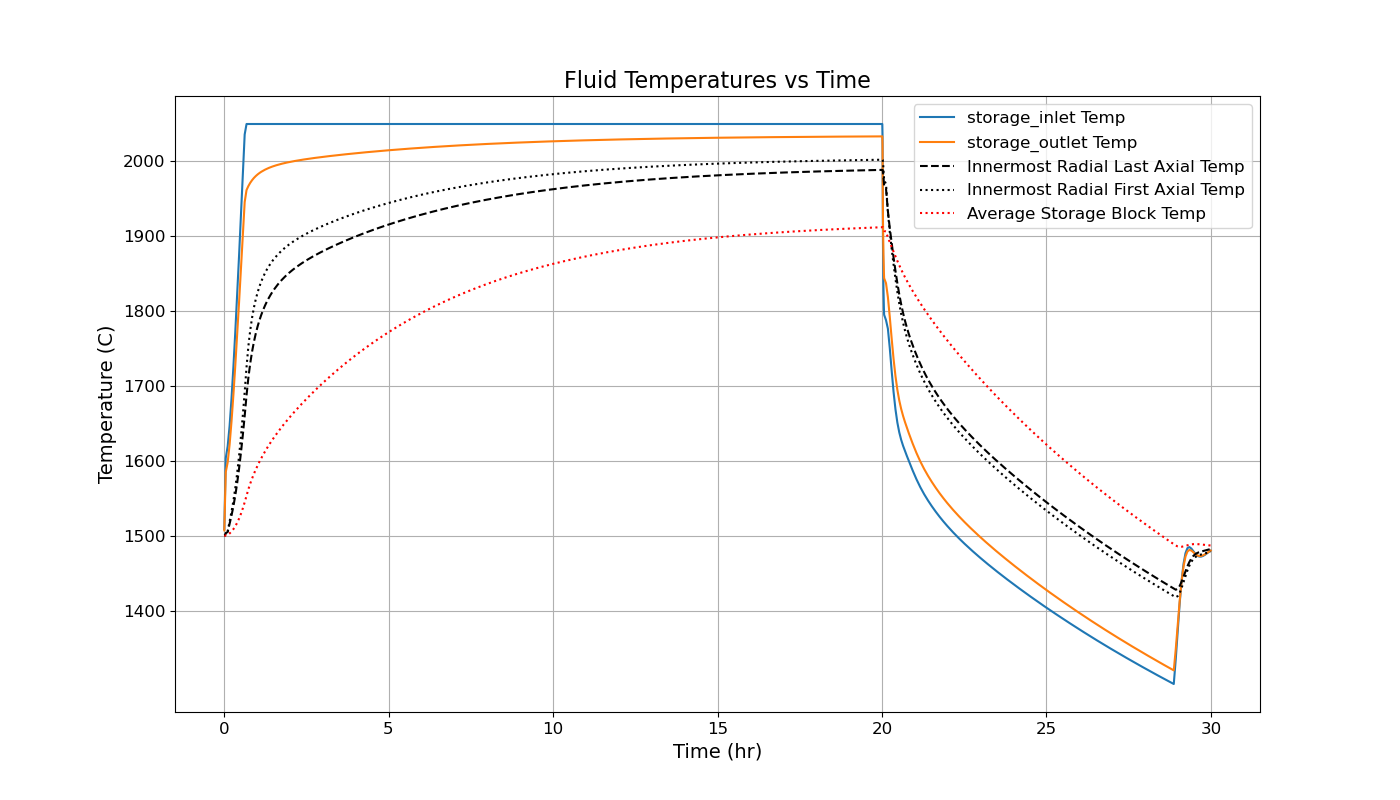 Fluid Temperatures vs Time
storage_inlet Temp
storage_outlet Temp
Innermost Radial Last Axial Temp
Innermost Radial First Axial Temp
Average Storage Block Temp
Temperature (C)
2000
1900
1800
1700
1600
1500
1400
0 5 10 15 20 25 30
Time (hr)